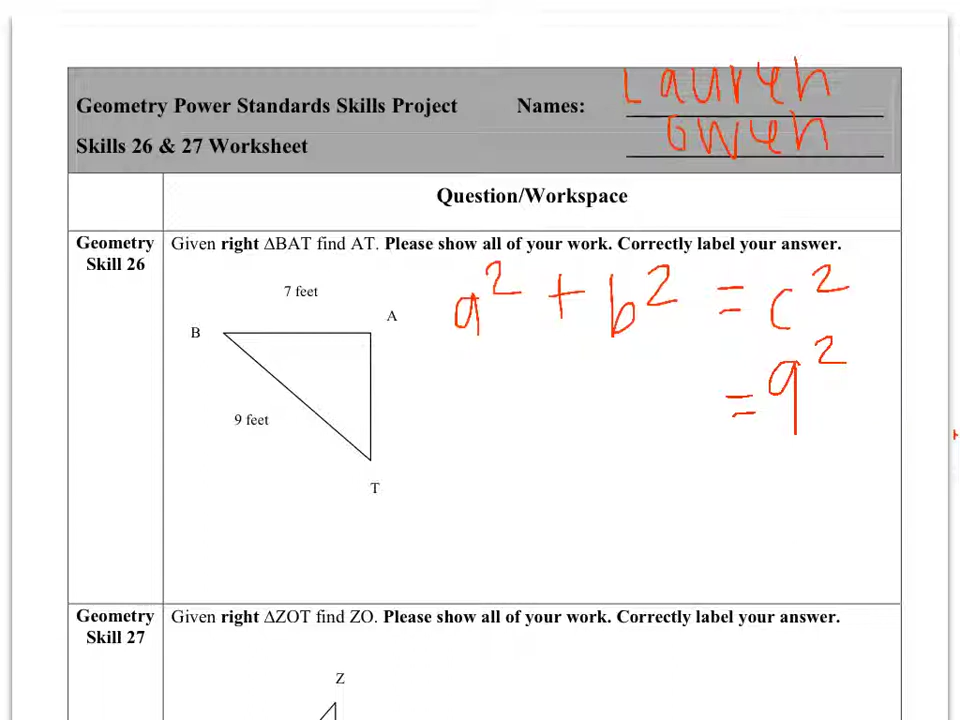 Geometry Power Standards Skills Project Names: Lauren
Skills 26 & 27 Worksheet Owen
Question/Workspace
Geometry Skill 26
Given right ΔBAT find AT. Please show all of your work. Correctly label your answer.
7 feet
A
B
9 feet
T
a² + b² = c²
= 9²
Geometry Skill 27
Given right ΔZOT find ZO. Please show all of your work. Correctly label your answer.
Z